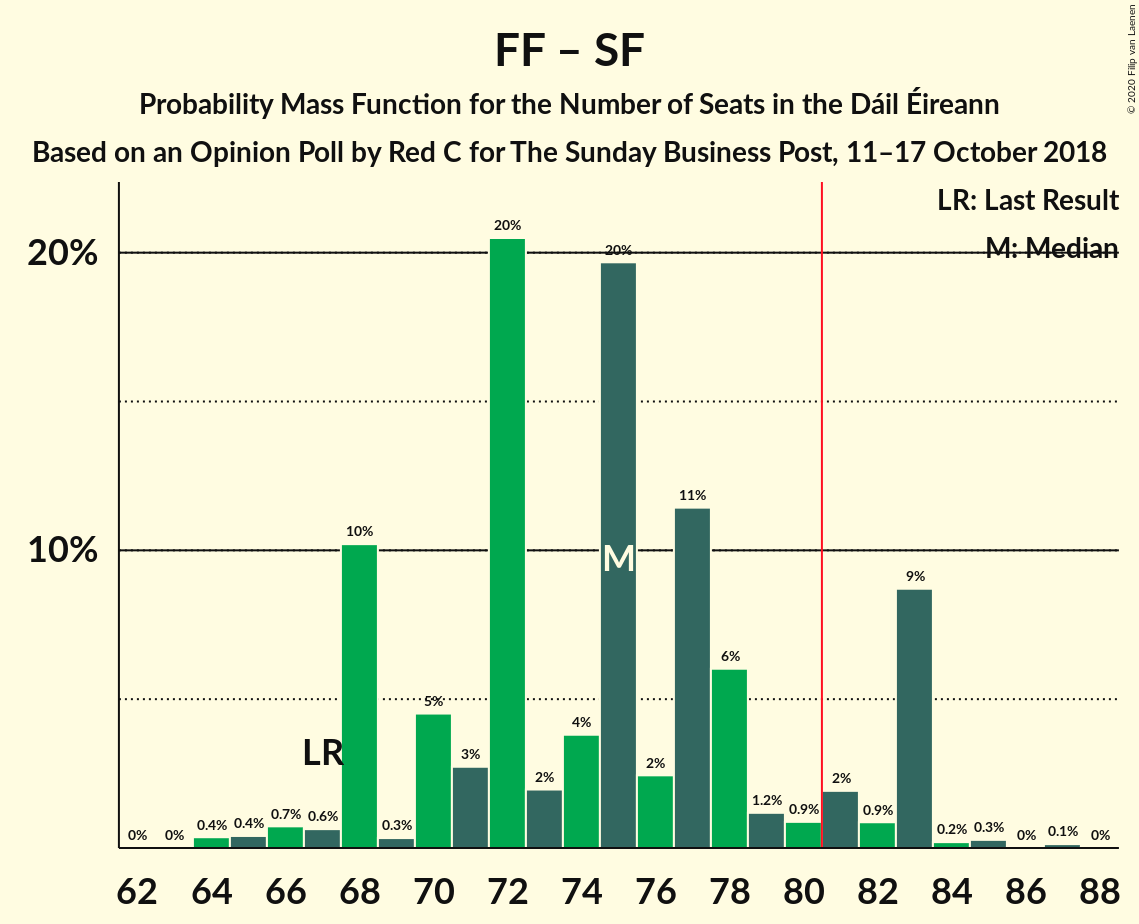 FF – SF
Probability Mass Function for the Number of Seats in the Dáil Éireann
Based on an Opinion Poll by Red C for The Sunday Business Post, 11–17 October 2018
© 2020 Filip van Laenen
LR: Last Result
M: Median
20%
10%
0% 0% 0.4% 0.4% 0.7% 0.6% 10% 0.3% 5% 3% 20% 2% 4% 20% 2% 11% 6% 1.2% 0.9% 2% 0.9% 9% 0.2% 0.3% 0% 0.1% 0%
LR
M
62 64 66 68 70 72 74 76 78 80 82 84 86 88